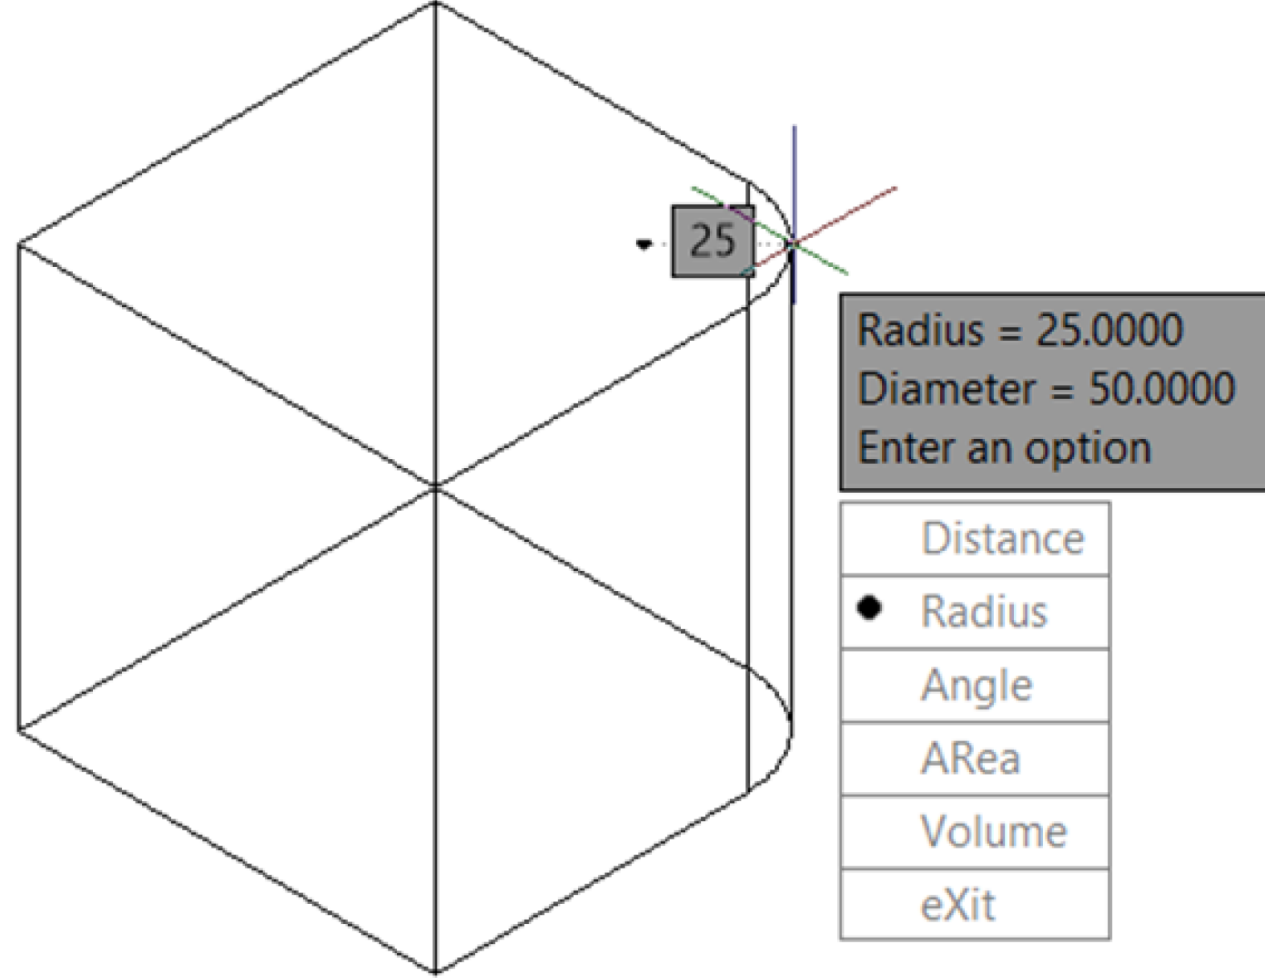 25
Radius = 25.0000
Diameter = 50.0000
Enter an option
Distance
Radius
Angle
ARea
Volume
eXit